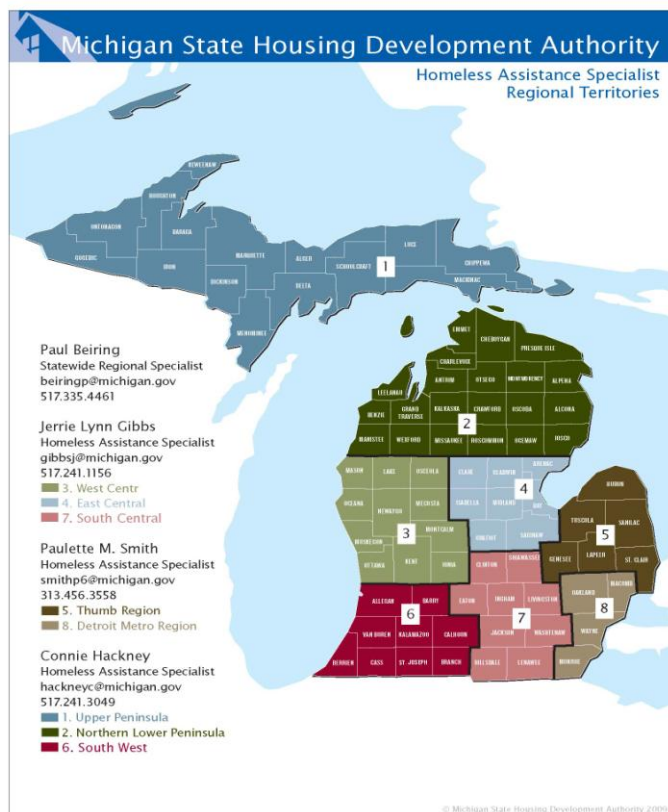 Michigan State Housing Development Authority
Homeless Assistance Specialist
Regional Territories
KEWEENAW
HOUGHTON
ONTONAGON
BARAGA
GOGEBIC
IRON
MARQUETTE
ALGER
LUCE
SCHOOLCRAFT
CHIPPEWA
1
MACKINAC
DICKINSON
DELTA
MENOMINEE
EMMET
CHEBOYGAN
PRESQUE ISLE
CHARLEVOIX
ANTRIM
OTSEGO
MONTMORENCY
ALPENA
LEELANAU
BENZIE
GRAND
TRAVERSE
KALKASKA
CRAWFORD
OSCODA
ALCONA
2
MANISTEE
WEXFORD
MISSAUKEE
ROSCOMMON
OGEMAW
IOSCO
Paul Beiring
Statewide Regional Specialist
beiringp@michigan.gov
517.335.4461
Jerrie Lynn Gibbs
Homeless Assistance Specialist
gibbsj@michigan.gov
517.241.1156
3. West Centr
4. East Central
7. South Central
Paulette M. Smith
Homeless Assistance Specialist
smithp6@michigan.gov
313.456.3558
5. Thumb Region
8. Detroit Metro Region
Connie Hackney
Homeless Assistance Specialist
hackneyc@michigan.gov
517.241.3049
1. Upper Peninsula
2. Northern Lower Peninsula
6. South West
MASON
LAKE
OSCEOLA
OCEANA
NEWAYGO
MECOSTA
MONTCALM
MUSKEGON
3
OTTAWA
KENT
IONIA
CLARE
GLADWIN
ARENAC
4
ISABELLA
MIDLAND
BAY
GRATIOT
SAGINAW
HURON
TUSCOLA
SANILAC
5
GENESEE
LAPEER
ST. CLAIR
ALLEGAN
BARRY
6
VAN BUREN
KALAMAZOO
CALHOUN
BERRIEN
CASS
ST. JOSEPH
BRANCH
CLINTON
SHIAWASSEE
EATON
INGHAM
LIVINGSTON
7
JACKSON
WASHTENAW
HILLSDALE
LENAWEE
OAKLAND
MACOMB
8
WAYNE
MONROE
© Michigan State Housing Development Authority 2009